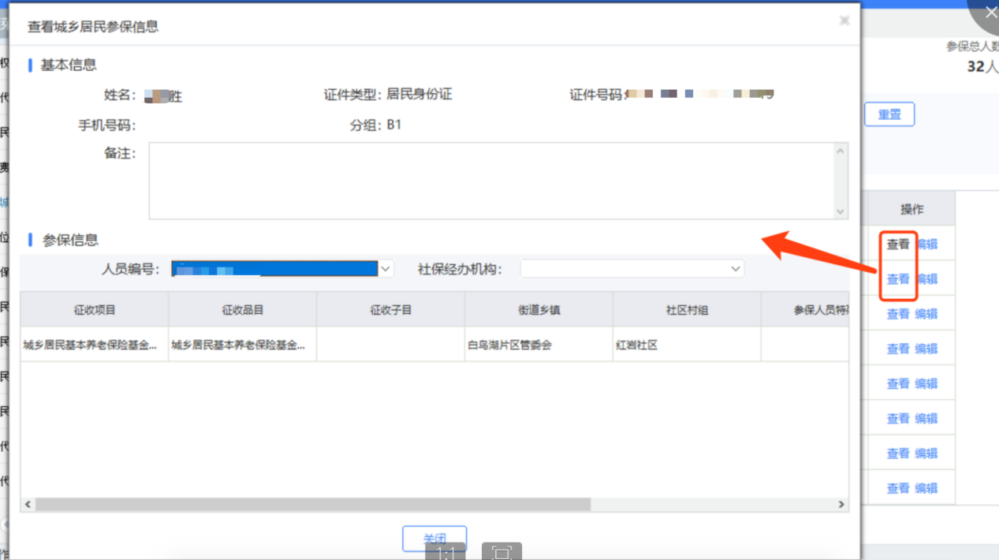 查看城乡居民参保信息
参保总人数
32人
基本信息
姓名：胜 证件类型：居民身份证 证件号码：
手机号码： 分组：B1
重置
备注：
操作
参保信息
查看 编辑
人员编号： 社保经办机构：
查看 编辑
征收项目 征收品目 征收子目 街道乡镇 社区村组 参保人员特殊
查看 编辑
城乡居民基本养老保险基金... 城乡居民基本养老保险基金... 白鸟湖片区管委会 红岩社区
查看 编辑
查看 编辑
查看 编辑
查看 编辑
查看 编辑
关闭
1:1